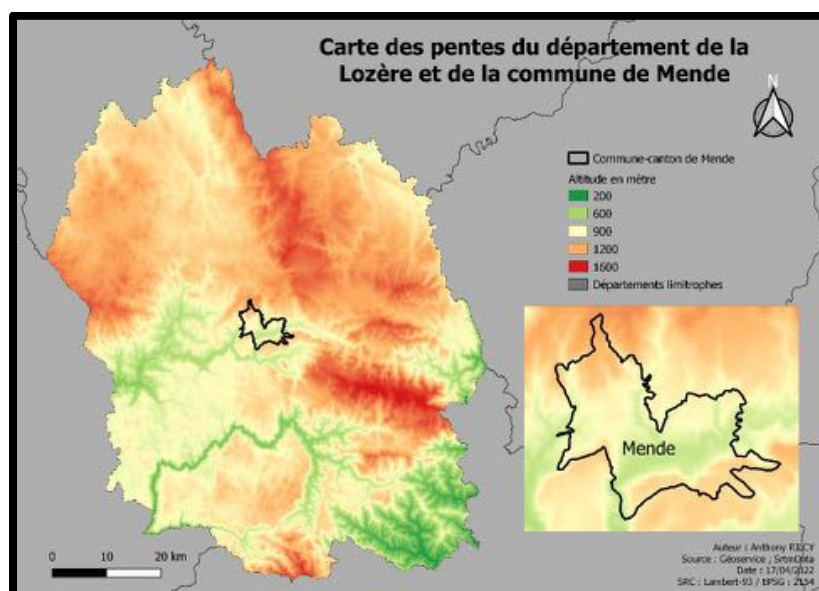 Carte des pentes du département de la
Lozère et de la commune de Mende
N
Commune-canton de Mende
Altitude en mètre
200
600
900
1200
1600
Départements limitrophes
Mende
0 10 20 km
Auteur : Anthony
Source : Géoservice ; SrtmData
Date : 17/04/2022
SRC : Lambert-93 / EPSG : 2154